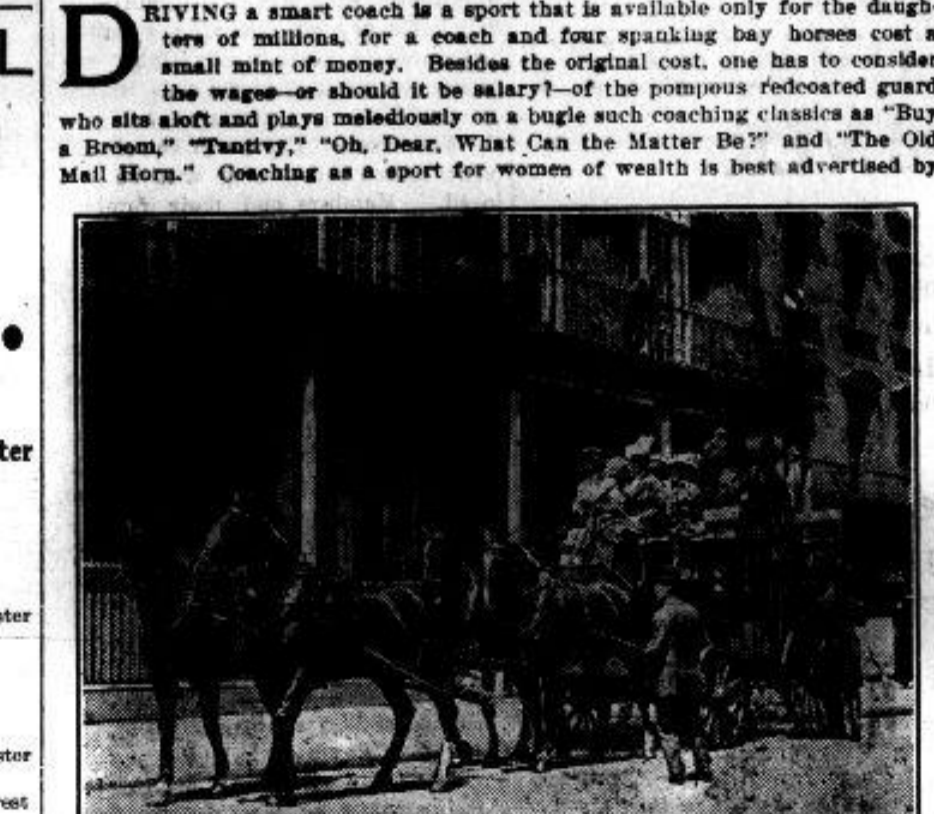 L
DRIVING a smart coach is a sport that is available only for the daugh-
ters of millions, for a coach and four spanking bay horses cost a
small mint of money. Besides the original cost, one has to consider
the wages—or should it be salary?—of the pompous redcoated guard
who sits aloft and plays melediously on a bugle such coaching classics as "Buy
a Broom," "Tantivy," "Oh, Dear, What Can the Matter Be?" and "The Old
Mail Horn." Coaching as a sport for women of wealth is best advertised by
ter
ster
ster
rest